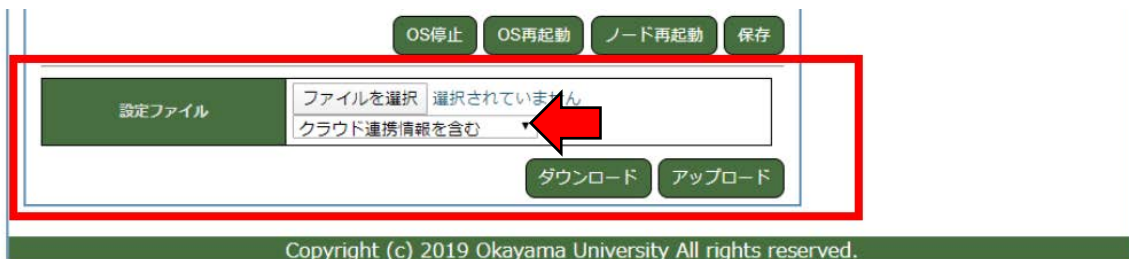 OS停止 OS再起動 ノード再起動 保存
設定ファイル
ファイルを選択 選択されていません
クラウド連携情報を含む
ダウンロード アップロード
Copyright (c) 2019 Okayama University All rights reserved.